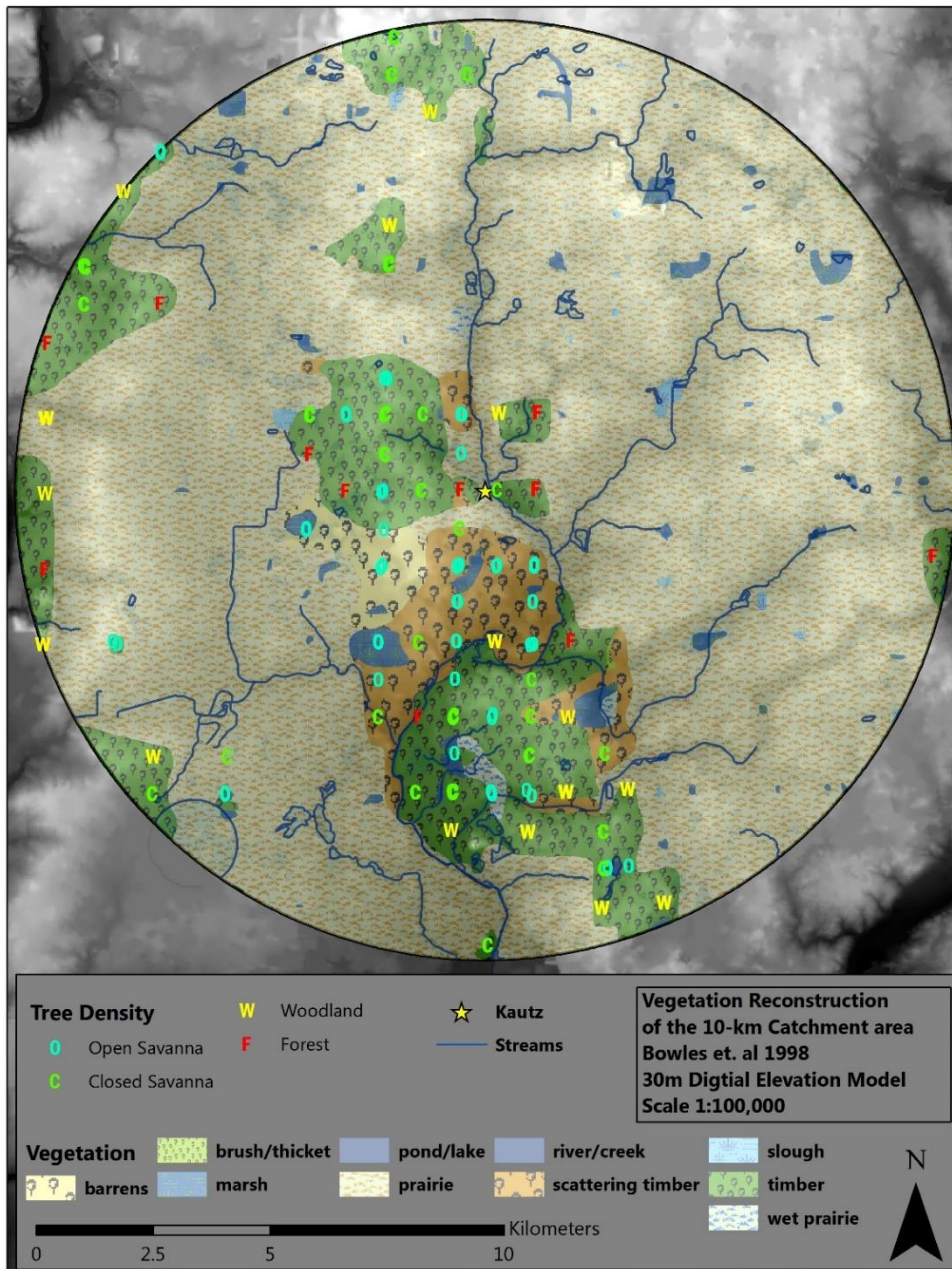 Tree Density
O Open Savanna
C Closed Savanna
W Woodland
F Forest
Kautz
Streams
Vegetation Reconstruction
of the 10-km Catchment area
Bowles et. al 1998
30m Digtial Elevation Model
Scale 1:100,000
Vegetation
barrens
brush/thicket
marsh
pond/lake
prairie
river/creek
scattering timber
slough
timber
wet prairie
Kilometers
0 2.5 5 10
N